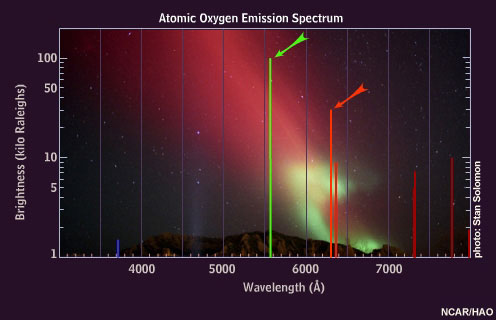 Atomic Oxygen Emission Spectrum
Brightness (kilo Raleighs)
100
50
10
5
1
4000
5000
6000
7000
Wavelength (Å)
photo: Stan Solomon
NCAR/HAO